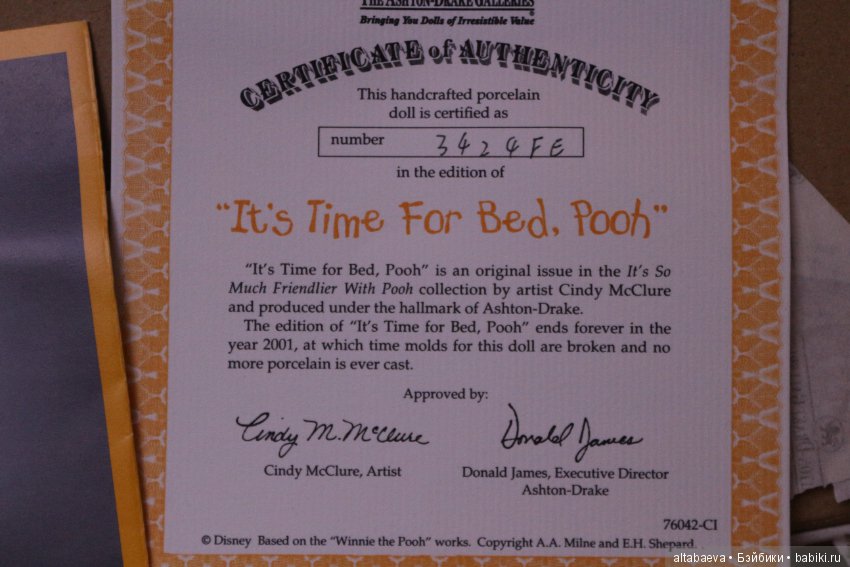 THE ASHTON-DRAKE GALLERIES
Bringing You Dolls of Irresistible Value
CERTIFICATE of AUTHENTICITY
This handcrafted porcelain
doll is certified as
number 3424FE
in the edition of
"It's Time For Bed, Pooh"
"It's Time for Bed, Pooh" is an original issue in the It's So
Much Friendlier With Pooh collection by artist Cindy McClure
and produced under the hallmark of Ashton-Drake.
The edition of "It's Time for Bed, Pooh" ends forever in the
year 2001, at which time molds for this doll are broken and no
more porcelain is ever cast.
Approved by:
Cindy M. McClure Donald James
Cindy McClure, Artist
Donald James, Executive Director
Ashton-Drake
76042-CI
© Disney Based on the "Winnie the Pooh" works. Copyright A.A. Milne and E.H. Shepard.
altabaeva • Бэйбики • babiki.ru